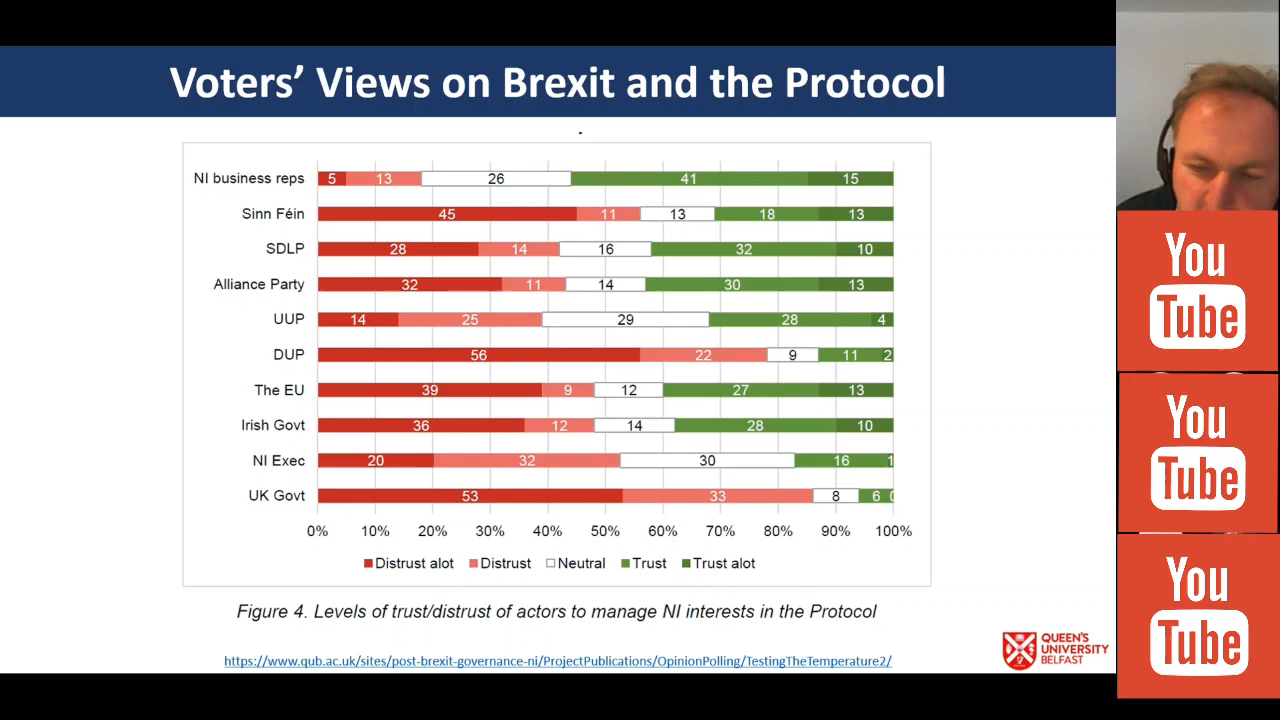 Voters' Views on Brexit and the Protocol
NI business reps 5 13 26 41 15
Sinn Féin 45 11 13 18 13
SDLP 28 14 16 32 10
Alliance Party 32 11 14 30 13
UUP 14 25 29 28 4
DUP 56 22 9 11 2
The EU 39 9 12 27 13
Irish Govt 36 12 14 28 10
NI Exec 20 32 30 16 1
UK Govt 53 33 8 6 0
0% 10% 20% 30% 40% 50% 60% 70% 80% 90% 100%
Distrust alot Distrust Neutral Trust Trust alot
Figure 4. Levels of trust/distrust of actors to manage NI interests in the Protocol
https://www.qub.ac.uk/sites/post-brexit-governance-ni/ProjectPublications/OpinionPolling/TestingTheTemperature2/
QUEEN'S
UNIVERSITY
BELFAST
You
Tube
You
Tube
You
Tube